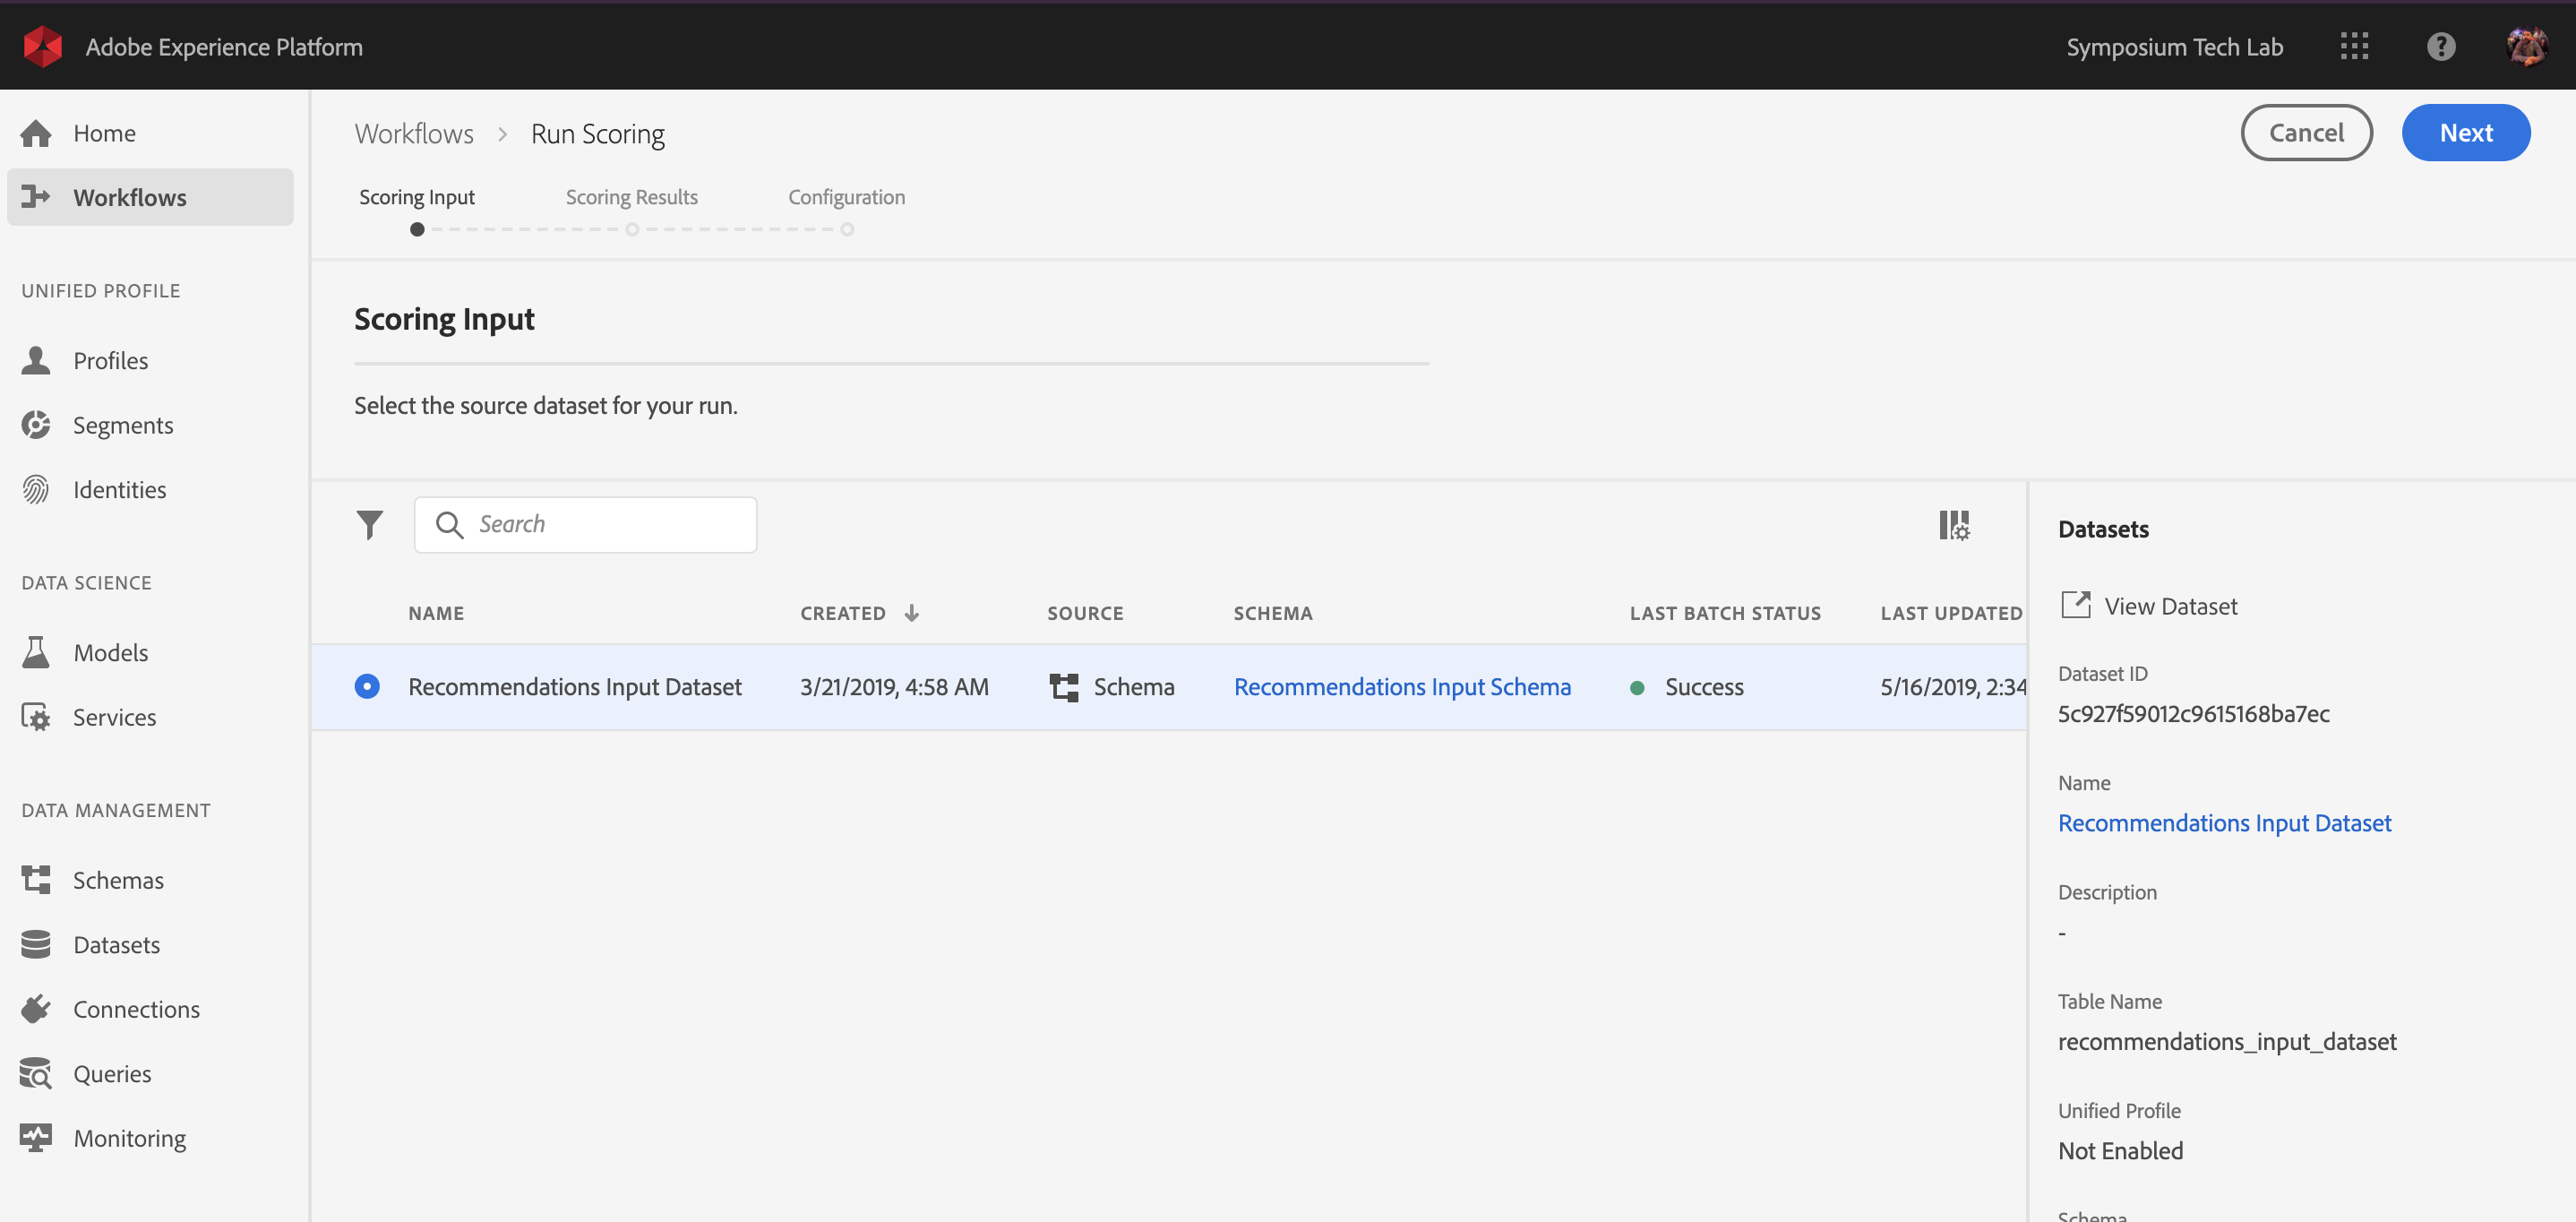 Adobe Experience Platform
Symposium Tech Lab
Home
Workflows
UNIFIED PROFILE
Profiles
Segments
Identities
DATA SCIENCE
Models
Services
DATA MANAGEMENT
Schemas
Datasets
Connections
Queries
Monitoring
Workflows > Run Scoring
Cancel
Next
Scoring Input
Scoring Results
Configuration
Scoring Input
Select the source dataset for your run.
Search
NAME CREATED SOURCE SCHEMA LAST BATCH STATUS LAST UPDATED
Recommendations Input Dataset 3/21/2019, 4:58 AM Schema Recommendations Input Schema Success 5/16/2019, 2:34
Datasets
View Dataset
Dataset ID
5c927f59012c9615168ba7ec
Name
Recommendations Input Dataset
Description
-
Table Name
recommendations_input_dataset
Unified Profile
Not Enabled
Schema